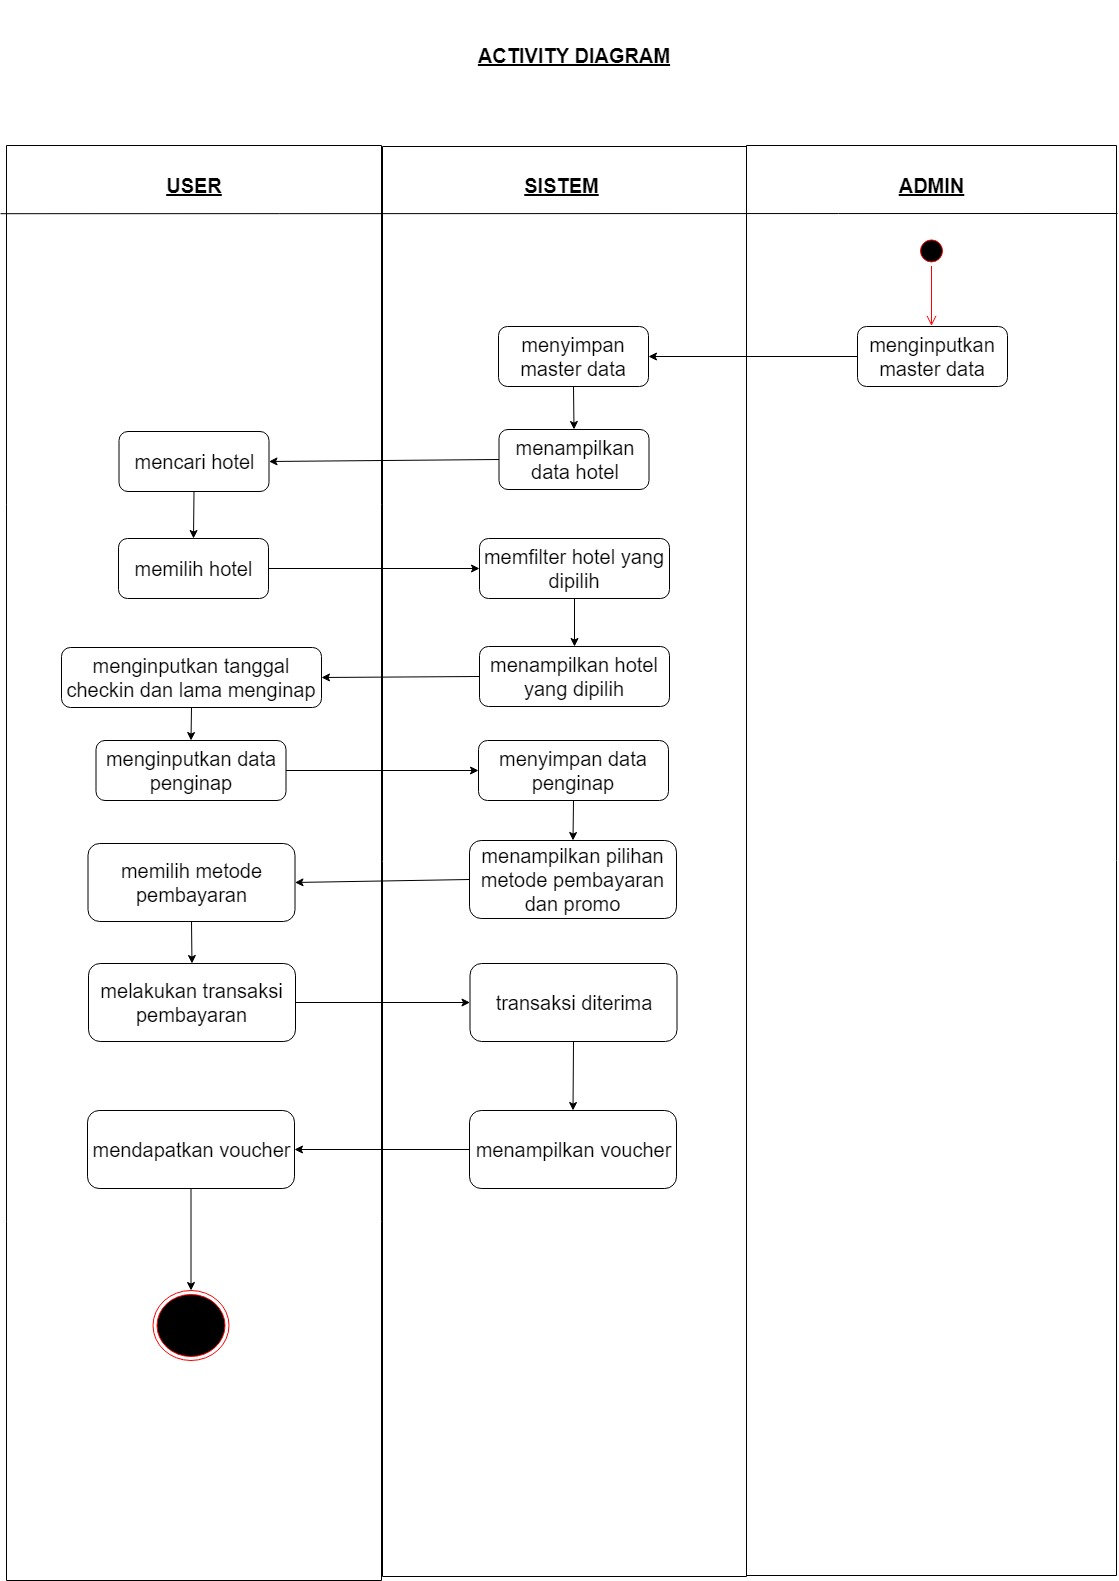 ACTIVITY DIAGRAM
USER
SISTEM
ADMIN
menyimpan
master data
menginputkan
master data
mencari hotel
menampilkan
data hotel
memilih hotel
memfilter hotel yang
dipilih
menginputkan tanggal
checkin dan lama menginap
menampilkan hotel
yang dipilih
menginputkan data
penginap
menyimpan data
penginap
memilih metode
pembayaran
menampilkan pilihan
metode pembayaran
dan promo
melakukan transaksi
pembayaran
transaksi diterima
mendapatkan voucher
menampilkan voucher